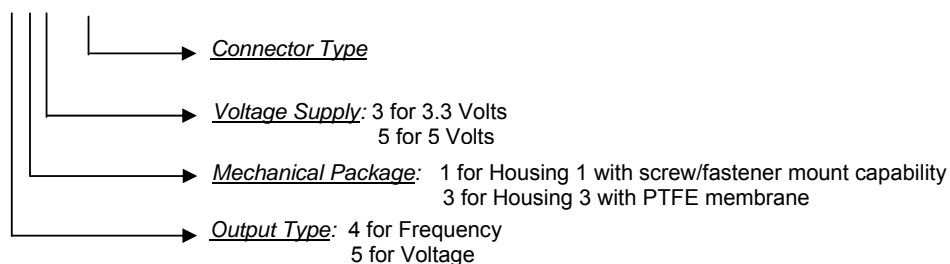 Connector Type
Voltage Supply: 3 for 3.3 Volts
5 for 5 Volts
Mechanical Package: 1 for Housing 1 with screw/fastener mount capability
3 for Housing 3 with PTFE membrane
Output Type: 4 for Frequency
5 for Voltage